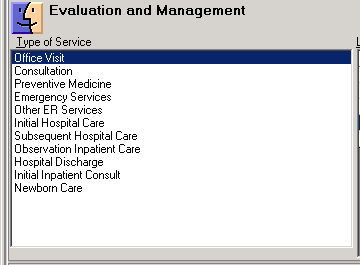 Evaluation and Management
Type of Service
Office Visit
Consultation
Preventive Medicine
Emergency Services
Other ER Services
Initial Hospital Care
Subsequent Hospital Care
Observation Inpatient Care
Hospital Discharge
Initial Inpatient Consult
Newborn Care